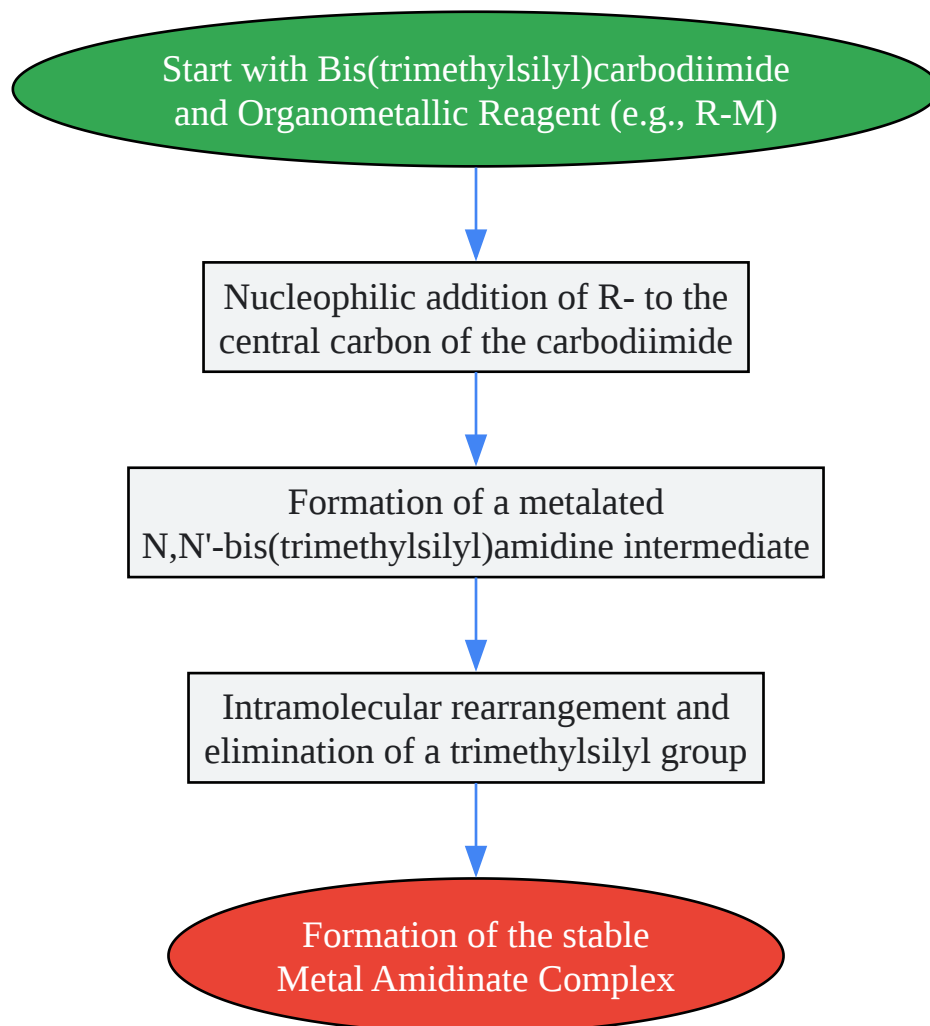 Start with Bis(trimethylsilyl)carbodiimide
and Organometallic Reagent (e.g., R-M)
Nucleophilic addition of R- to the
central carbon of the carbodiimide
Formation of a metalated
N,N'-bis(trimethylsilyl)amidine intermediate
Intramolecular rearrangement and
elimination of a trimethylsilyl group
Formation of the stable
Metal Amidinate Complex